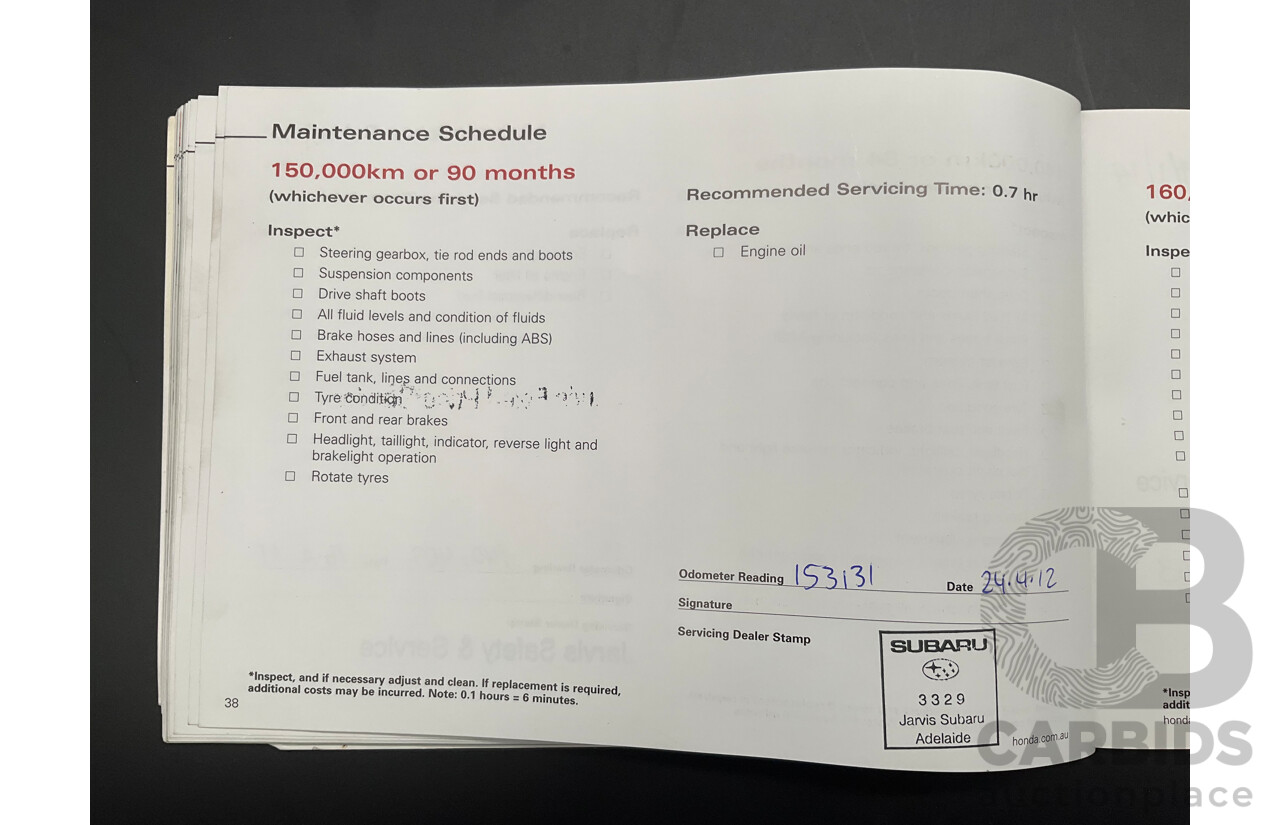 Maintenance Schedule
150,000km or 90 months
(whichever occurs first)
Inspect*
Steering gearbox, tie rod ends and boots
Suspension components
Drive shaft boots
All fluid levels and condition of fluids
Brake hoses and lines (including ABS)
Exhaust system
Fuel tank, lines and connections
Tyre condition
Front and rear brakes
Headlight, taillight, indicator, reverse light and
brakelight operation
Rotate tyres
*Inspect, and if necessary adjust and clean. If replacement is required,
additional costs may be incurred. Note: 0.1 hours = 6 minutes.
38
Recommended Servicing Time: 0.7 hr
Replace
Engine oil
Odometer Reading 153131
Date 24.4.12
Signature
Servicing Dealer Stamp
SUBARU
3329
Jarvis Subaru
Adelaide
honda.com.au
160,
(whic
Inspe
*Insp
addit
honda
CARBIDS
auctionplace